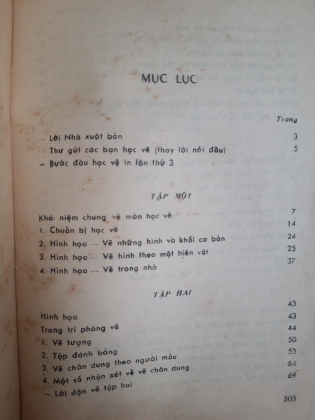 MỤC LỤC
Trang
— Lời Nhà xuất bản 3
— Thư gửi các bạn học vẽ (thay lời nói đầu) 5
— Bước đầu học vẽ in lần thứ 3
TẬP MỘT
Khá niệm chung về môn học vẽ 7
1. Chuẩn bị học vẽ 14
2. Hình họa — Vẽ những hình và khối cơ bản 24
3. Hình họa — Vẽ hình theo một hiện vật 25
4. Hình họa — Vẽ trong nhà 37
TẬP HAI
Hình họa 43
Trang trí phòng vẽ 43
1. Vẽ tượng 44
2. Tập đánh bóng 50
3. Vẽ chân dung theo người mẫu 53
4. Một số nhận xét về vẽ chân dung 64
— Lời dặn vẽ tập hai 69
303